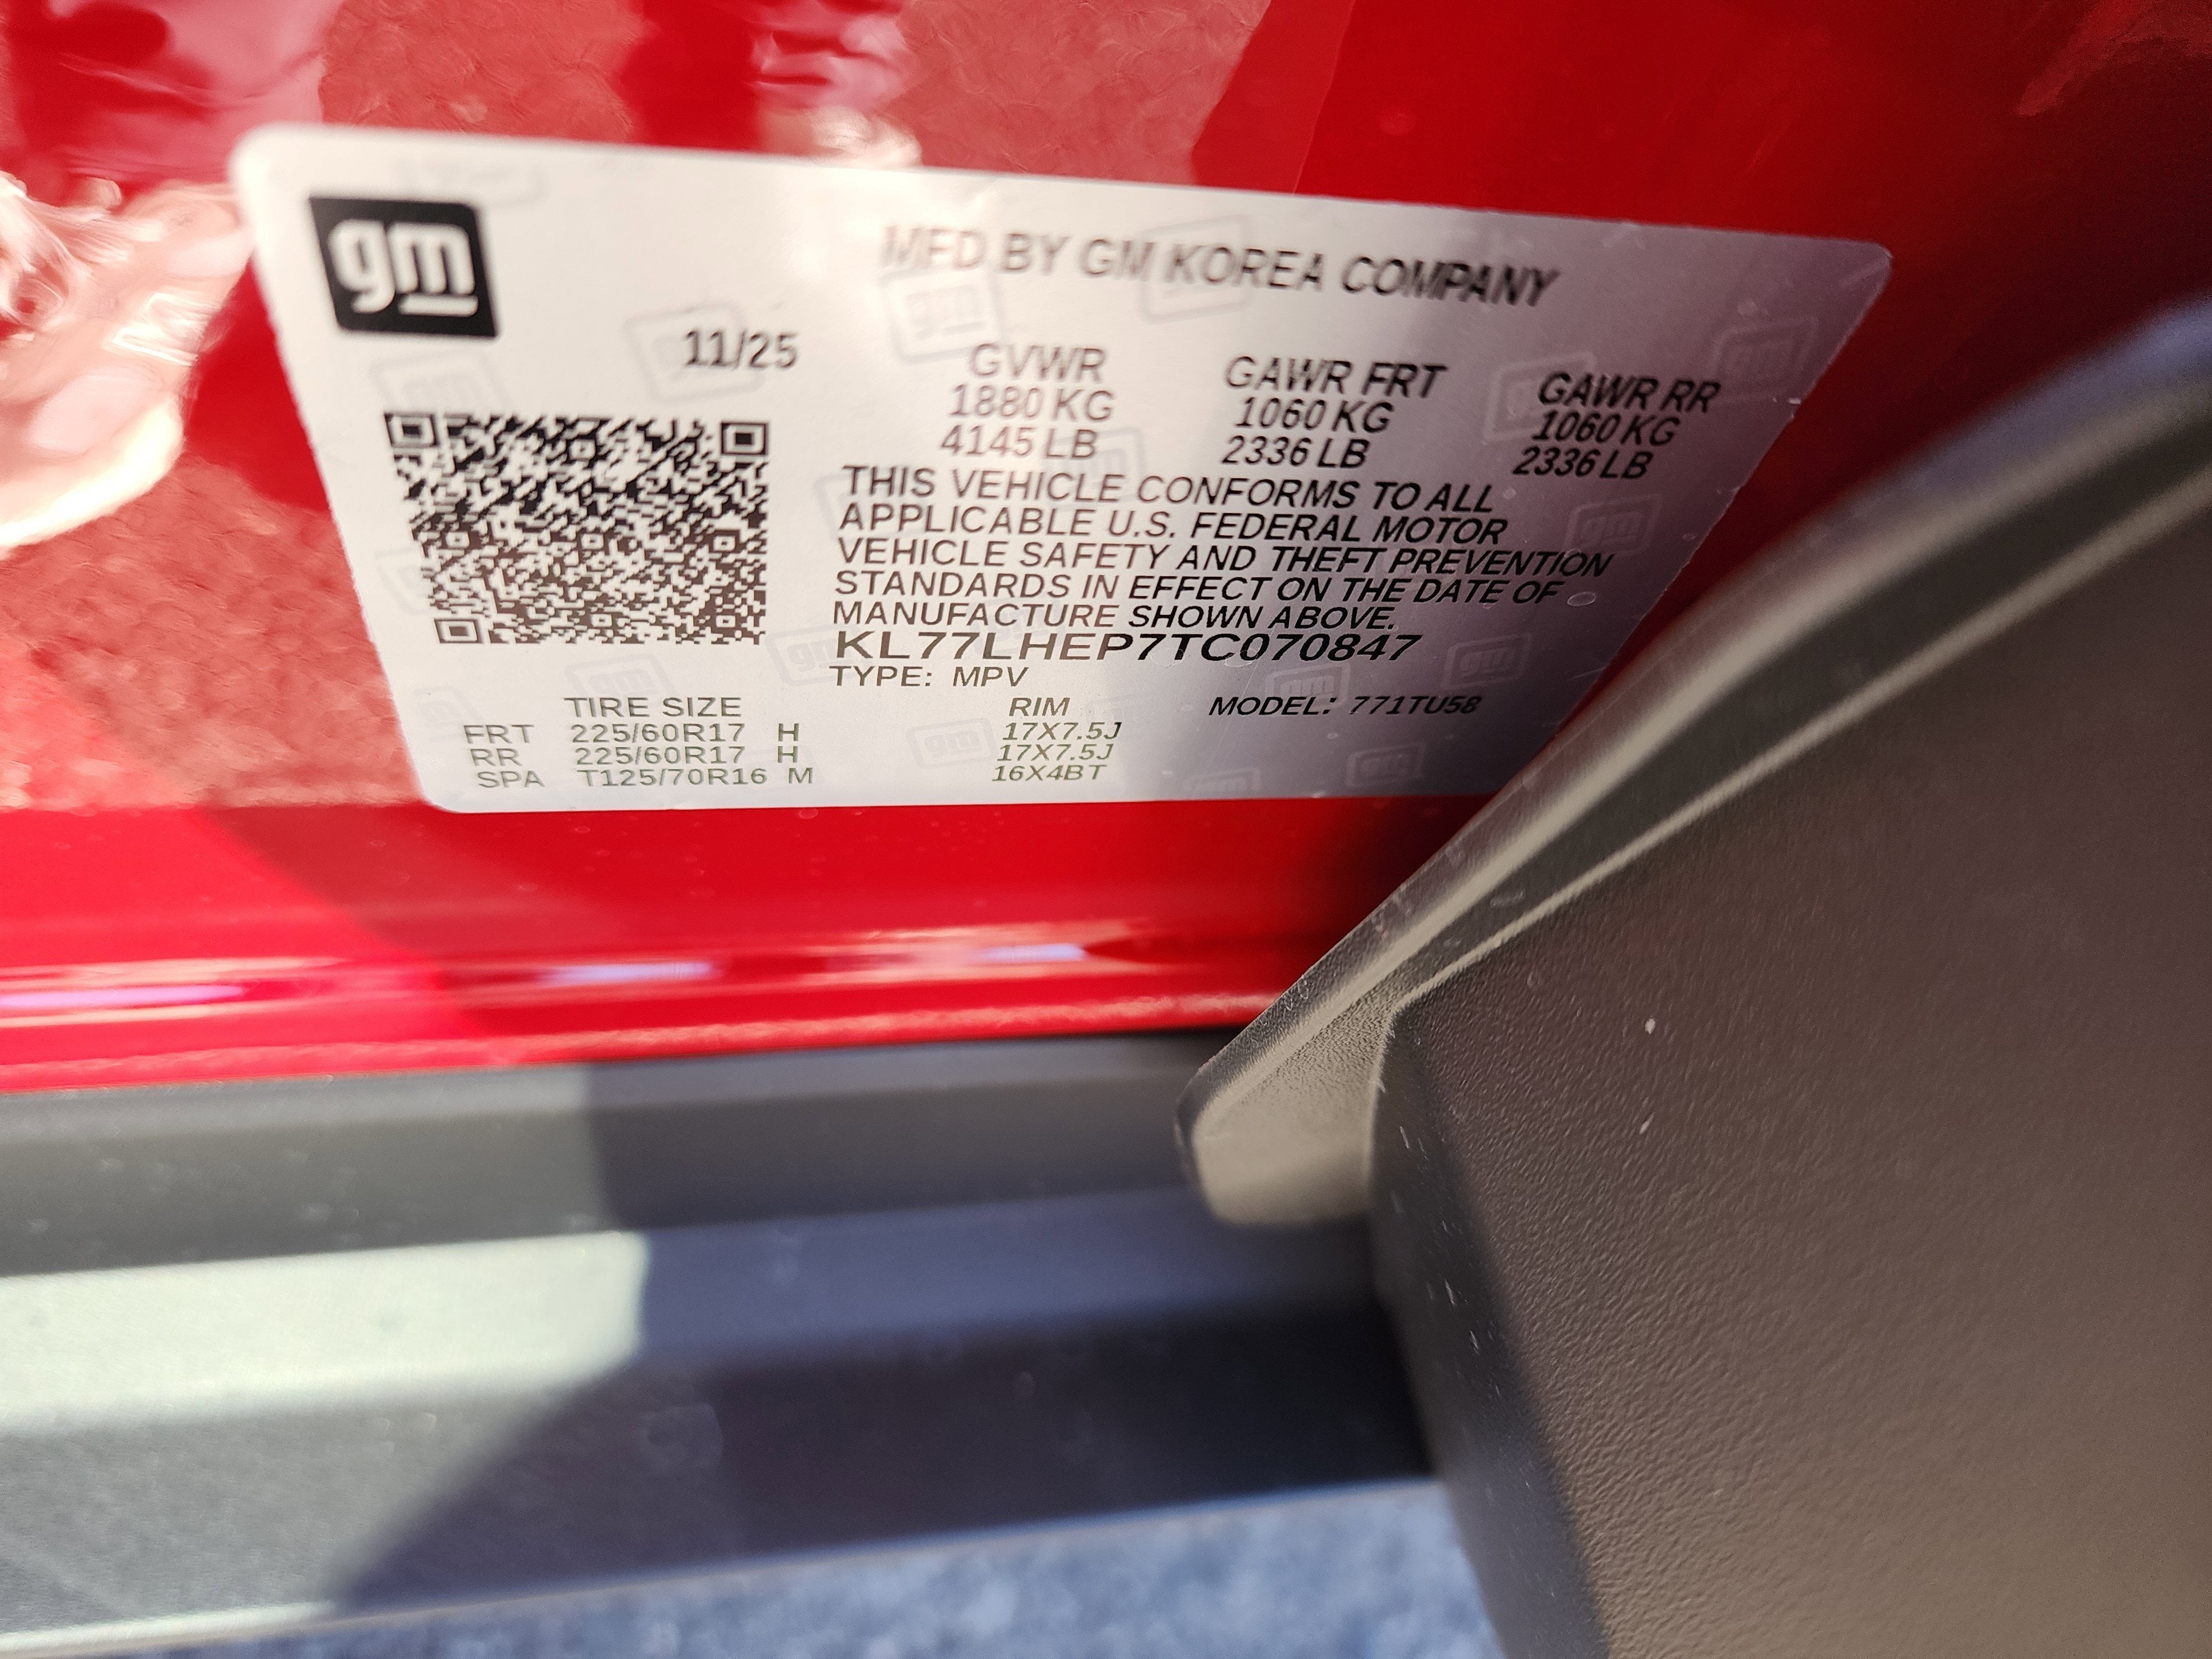 gm
MFD BY GM KOREA COMPANY
11/25
GVWR GAWR FRT GAWR RR
1880 KG 1060 KG 1060 KG
4145 LB 2336 LB 2336 LB
THIS VEHICLE CONFORMS TO ALL
APPLICABLE U.S. FEDERAL MOTOR
VEHICLE SAFETY AND THEFT PREVENTION
STANDARDS IN EFFECT ON THE DATE OF
MANUFACTURE SHOWN ABOVE.
KL77LHEP7TC070847
TYPE: MPV
TIRE SIZE RIM MODEL: 771TU58
FRT 225/60R17 H 17X7.5J
RR 225/60R17 H 17X7.5J
SPA T125/70R16 M 16X4BT